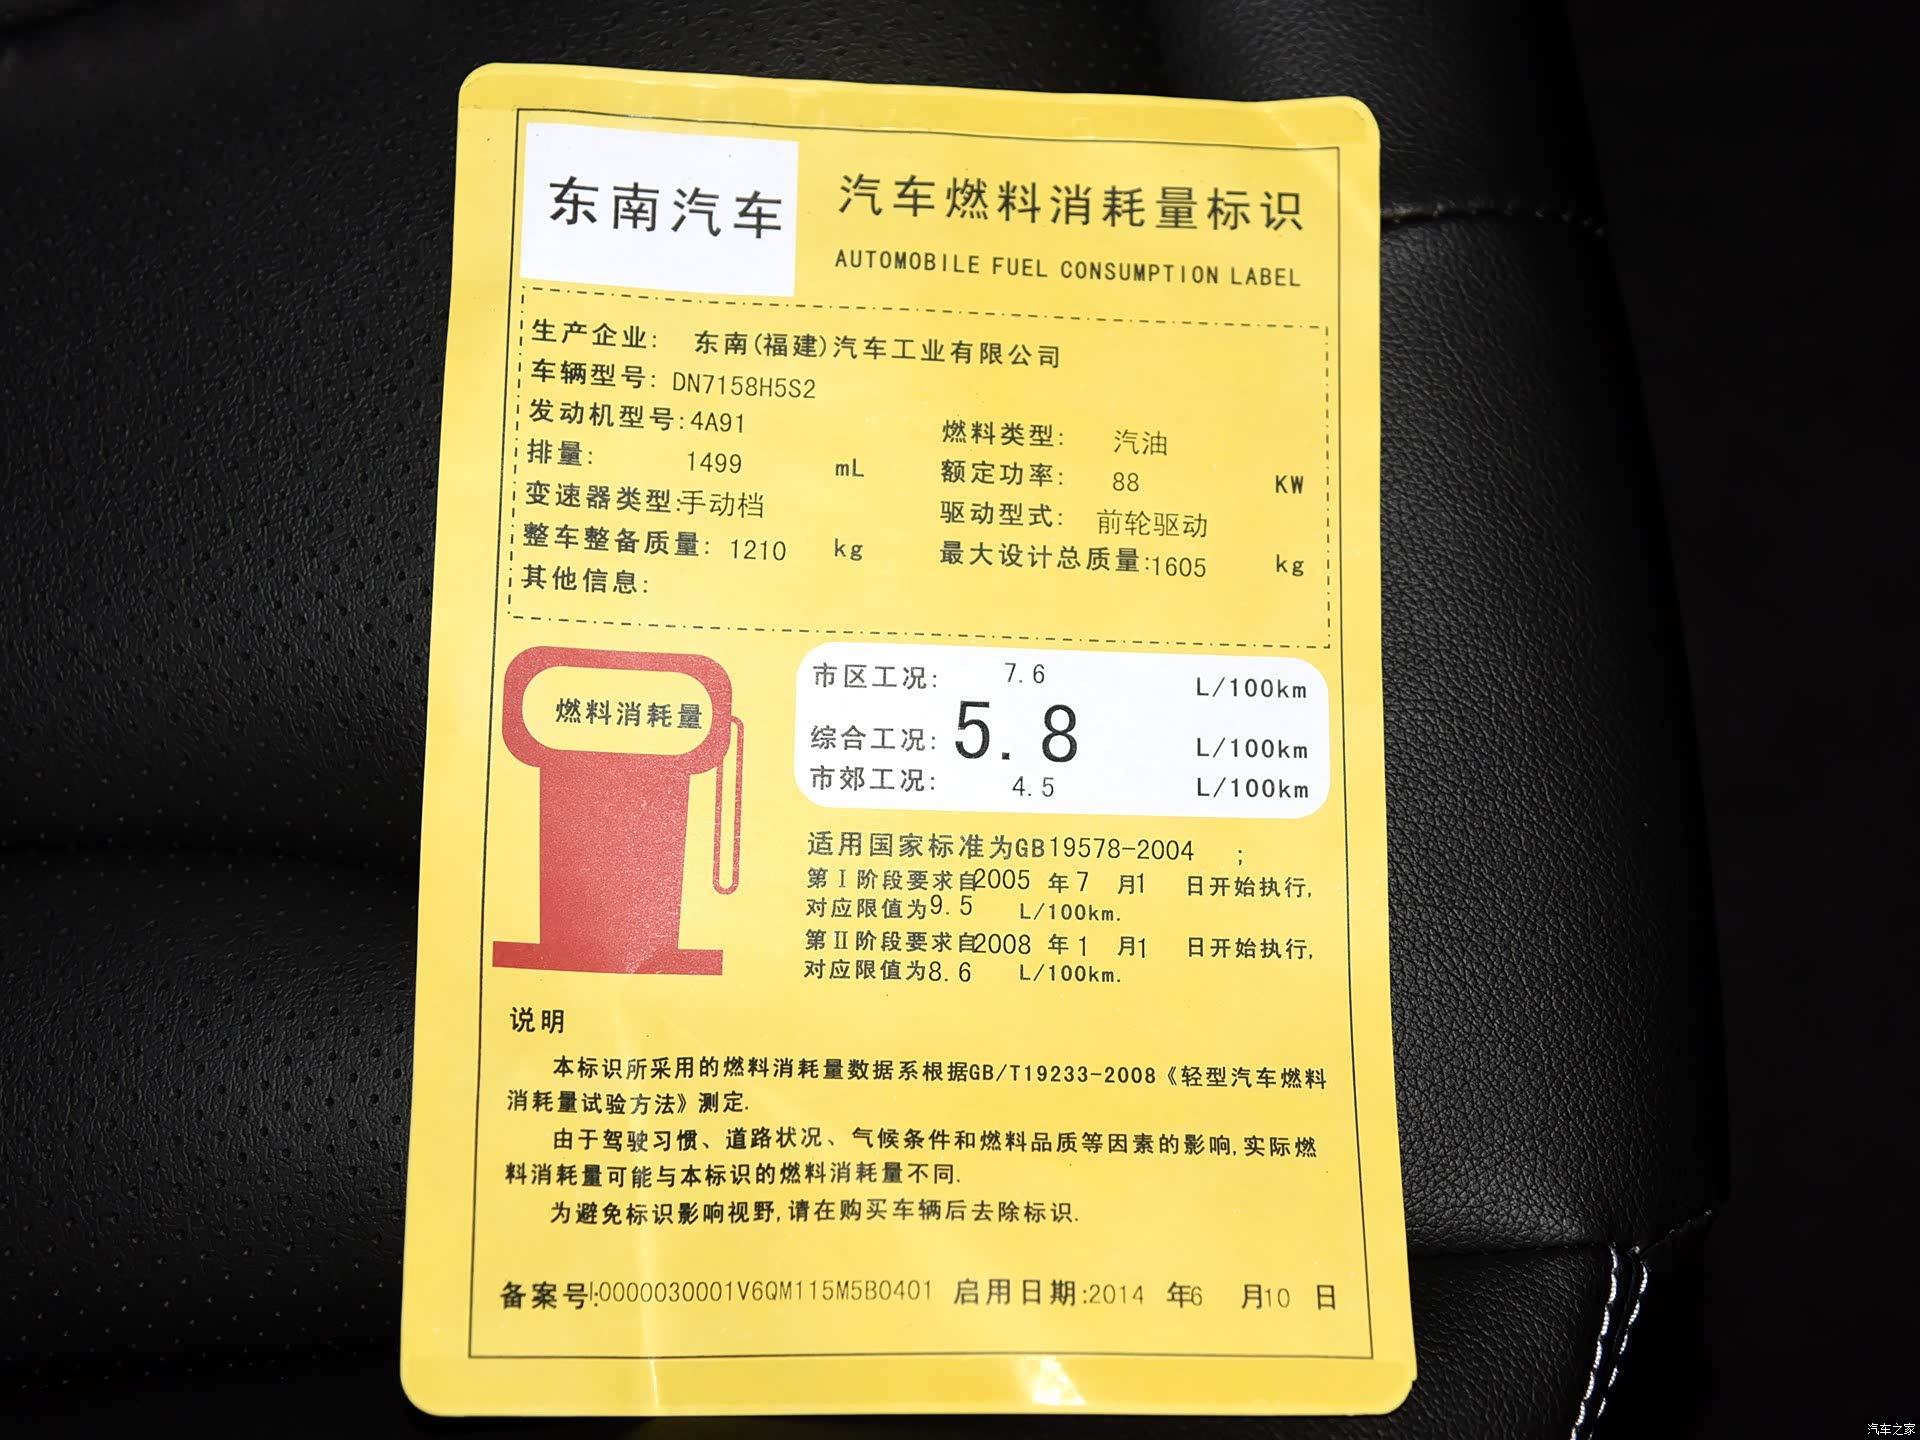 东南汽车
汽车燃料消耗量标识
AUTOMOBILE FUEL CONSUMPTION LABEL
生产企业: 东南(福建)汽车工业有限公司
车辆型号: DN7158H5S2
发动机型号:4A91 燃料类型: 汽油
排量: 1499 mL 额定功率: 88 KW
变速器类型:手动档 驱动型式: 前轮驱动
整车整备质量: 1210 kg 最大设计总质量:1605 kg
其他信息:
燃料消耗量
市区工况: 7.6 L/100km
综合工况: 5.8 L/100km
市郊工况: 4.5 L/100km
适用国家标准为GB19578-2004 ;
第Ⅰ阶段要求自2005 年7 月1 日开始执行,
对应限值为9.5 L/100km.
第Ⅱ阶段要求自2008 年1 月1 日开始执行,
对应限值为8.6 L/100km.
说明
本标识所采用的燃料消耗量数据系根据GB/T19233-2008《轻型汽车燃料
消耗量试验方法》测定.
由于驾驶习惯、道路状况、气候条件和燃料品质等因素的影响,实际燃
料消耗量可能与本标识的燃料消耗量不同.
为避免标识影响视野,请在购买车辆后去除标识.
备案号: 0000030001V6QM115M5B0401 启用日期:2014 年6 月10 日
汽车之家